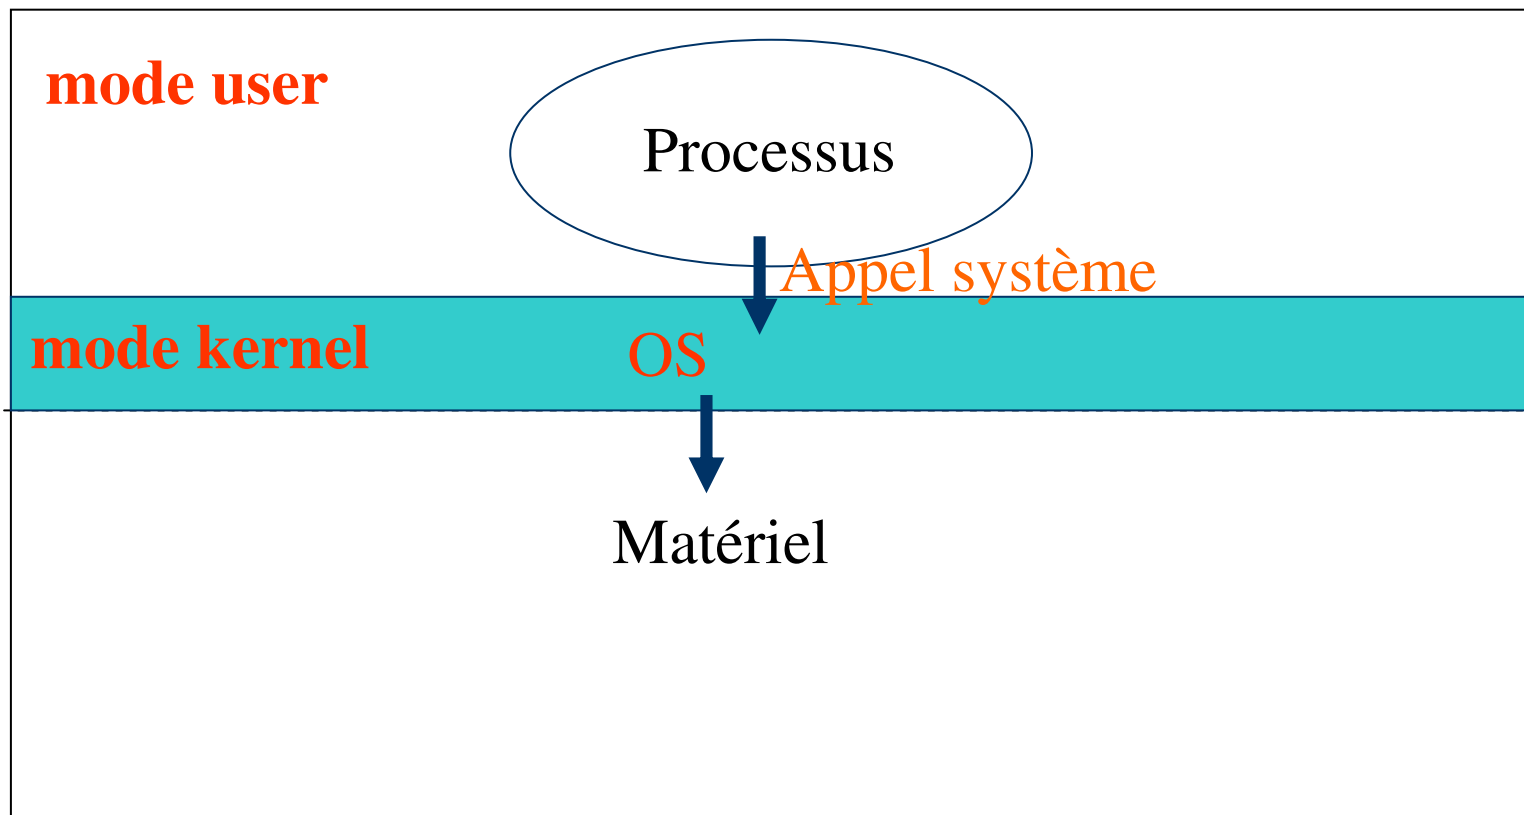 mode user
Processus
Appel système
mode kernel
OS
Matériel